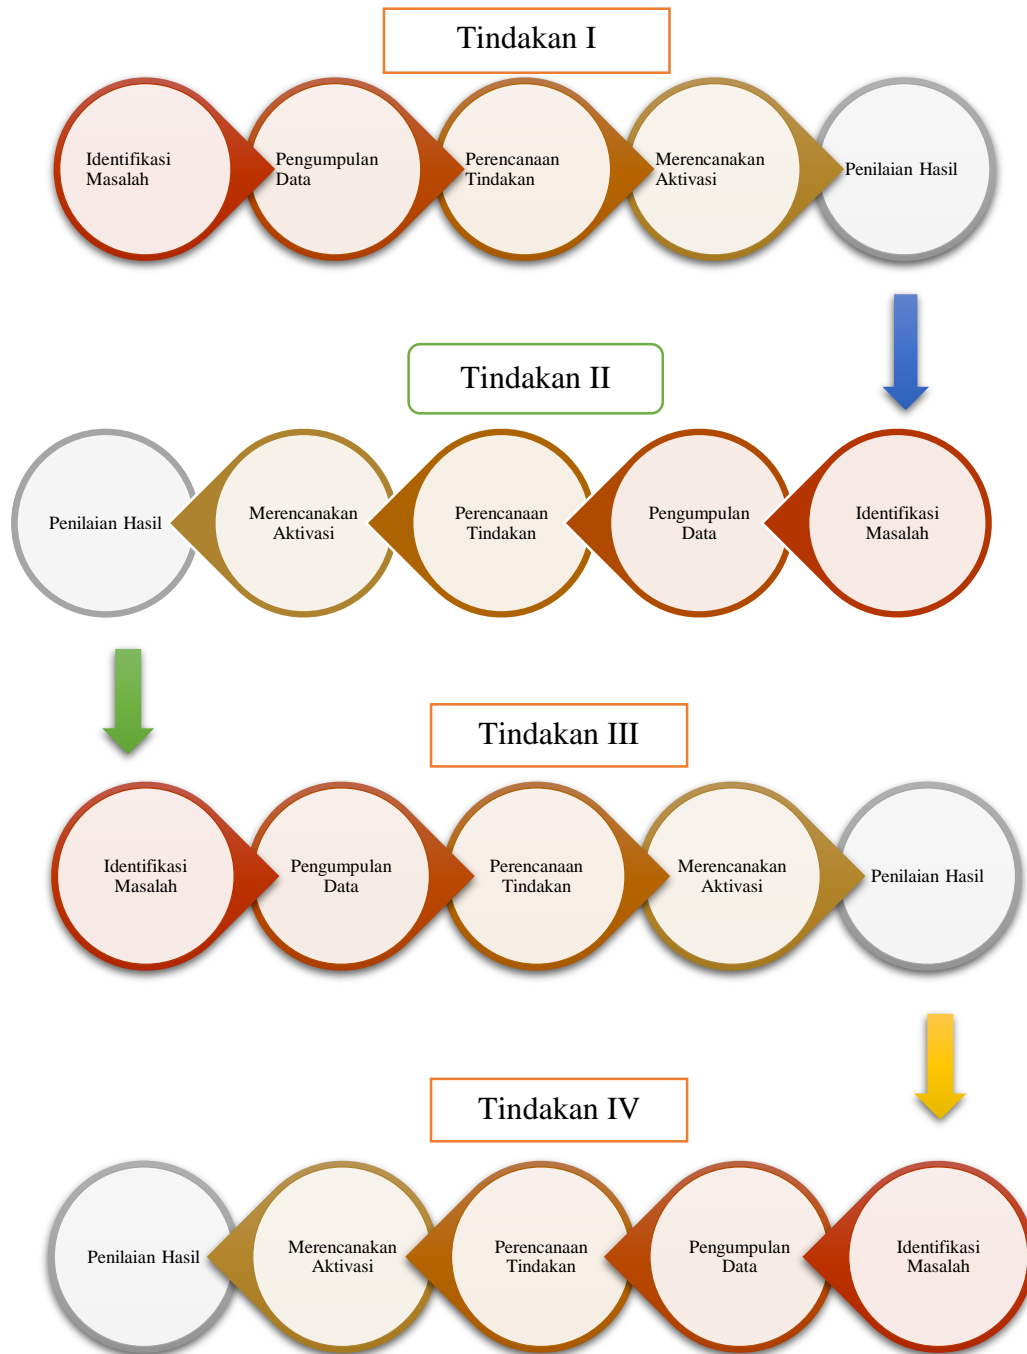 Tindakan I
Identifikasi
Masalah
Pengumpulan
Data
Perencanaan
Tindakan
Merencanakan
Aktivasi
Penilaian Hasil
Tindakan II
Penilaian Hasil
Merencanakan
Aktivasi
Perencanaan
Tindakan
Pengumpulan
Data
Identifikasi
Masalah
Tindakan III
Identifikasi
Masalah
Pengumpulan
Data
Perencanaan
Tindakan
Merencanakan
Aktivasi
Penilaian Hasil
Tindakan IV
Penilaian Hasil
Merencanakan
Aktivasi
Perencanaan
Tindakan
Pengumpulan
Data
Identifikasi
Masalah